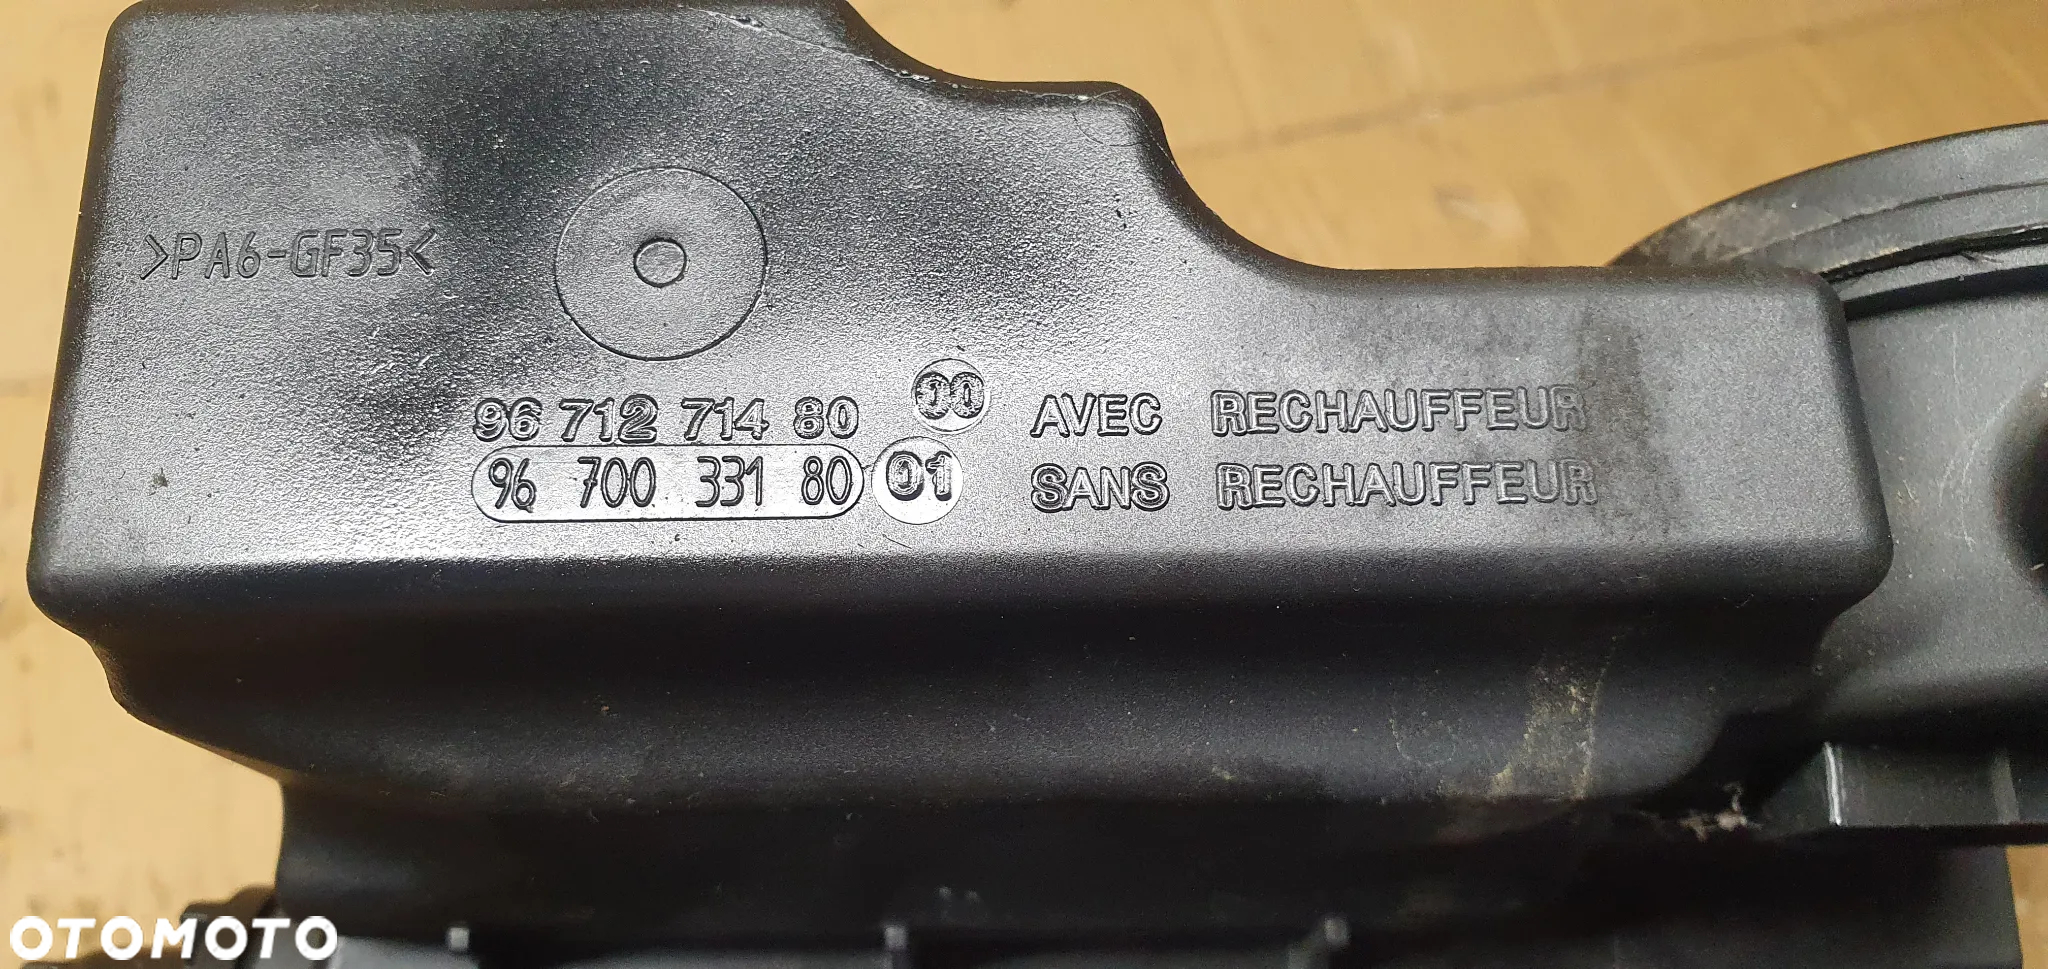 >PA6-GF35<
96 712 714 80 00 AVEC RECHAUFFEUR
96 700 331 80 01 SANS RECHAUFFEUR
OTOMOTO